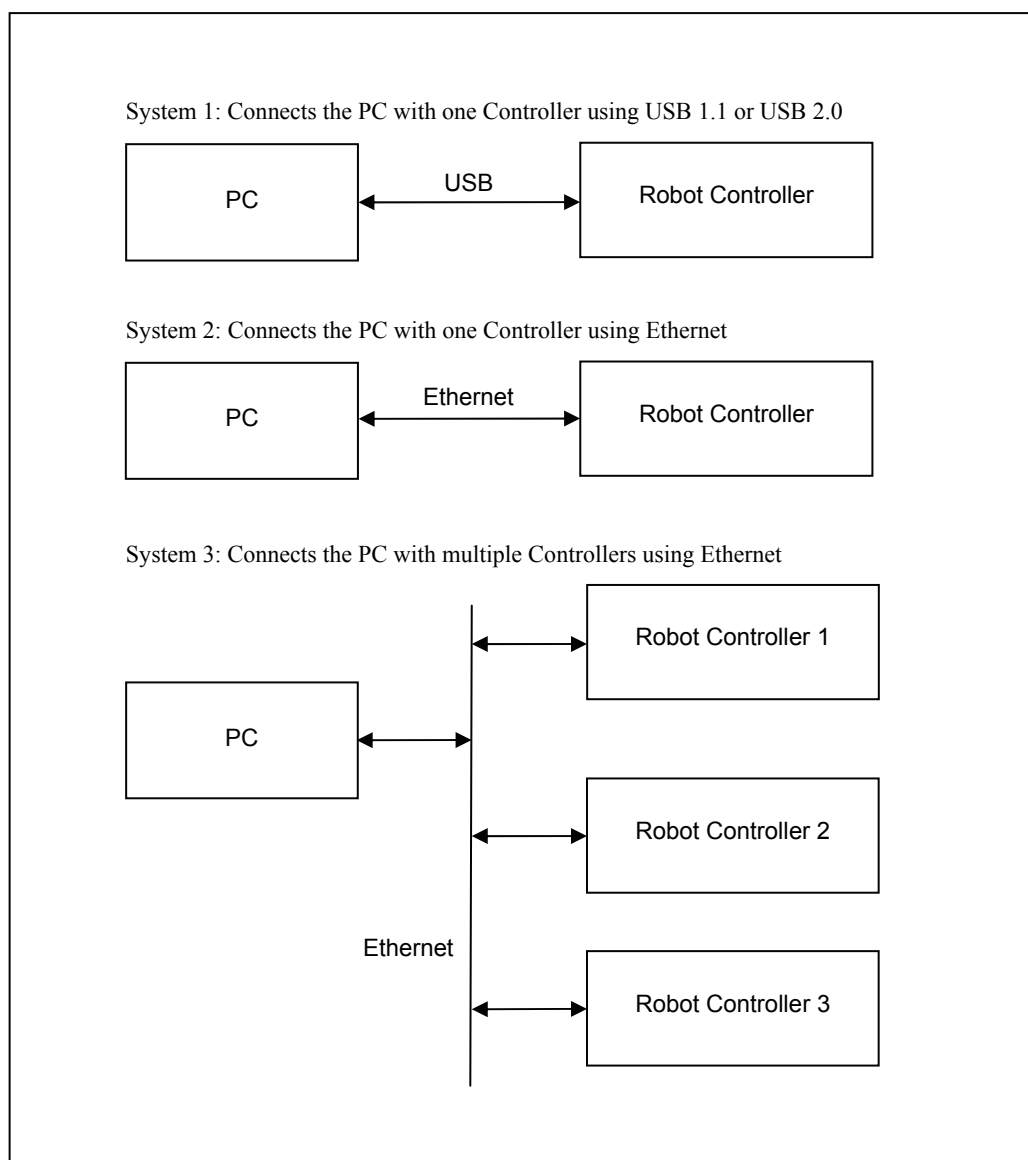 System 1: Connects the PC with one Controller using USB 1.1 or USB 2.0
PC
USB
Robot Controller
System 2: Connects the PC with one Controller using Ethernet
PC
Ethernet
Robot Controller
System 3: Connects the PC with multiple Controllers using Ethernet
Robot Controller 1
PC
Robot Controller 2
Ethernet
Robot Controller 3